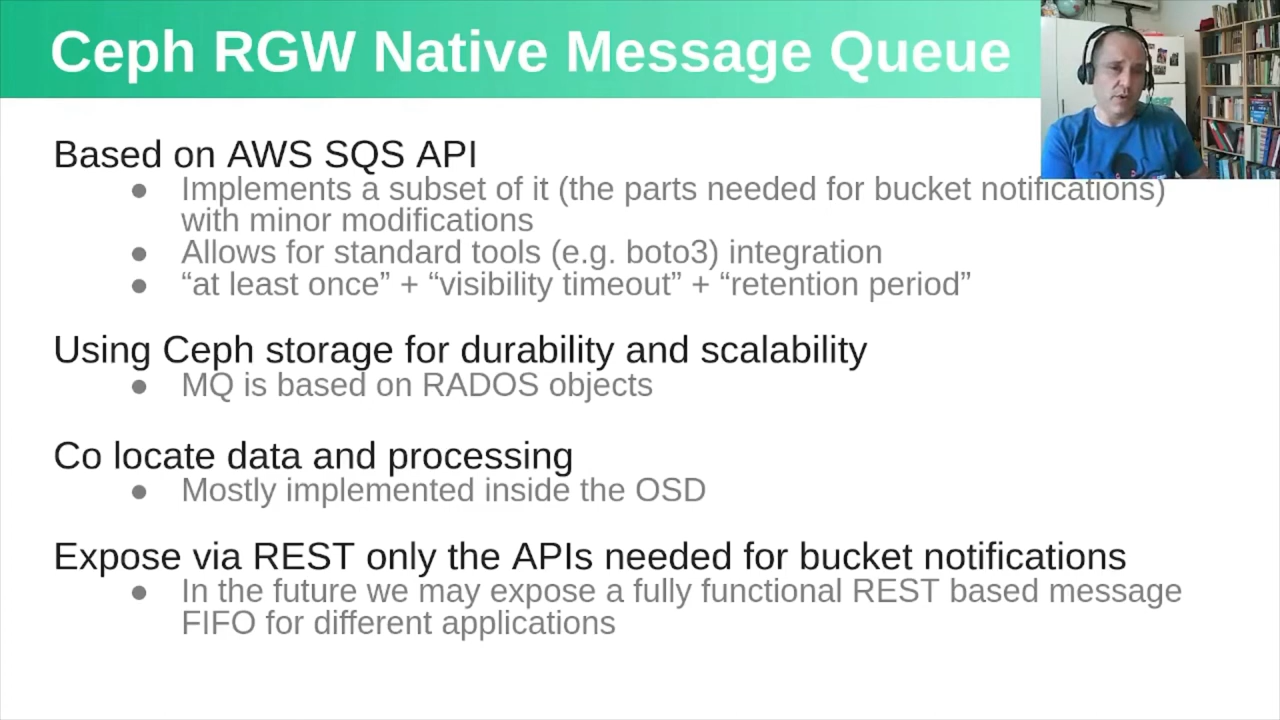 Ceph RGW Native Message Queue
Based on AWS SQS API
● Implements a subset of it (the parts needed for bucket notifications)
with minor modifications
● Allows for standard tools (e.g. boto3) integration
● “at least once” + “visibility timeout” + “retention period”
Using Ceph storage for durability and scalability
● MQ is based on RADOS objects
Co locate data and processing
● Mostly implemented inside the OSD
Expose via REST only the APIs needed for bucket notifications
● In the future we may expose a fully functional REST based message
FIFO for different applications